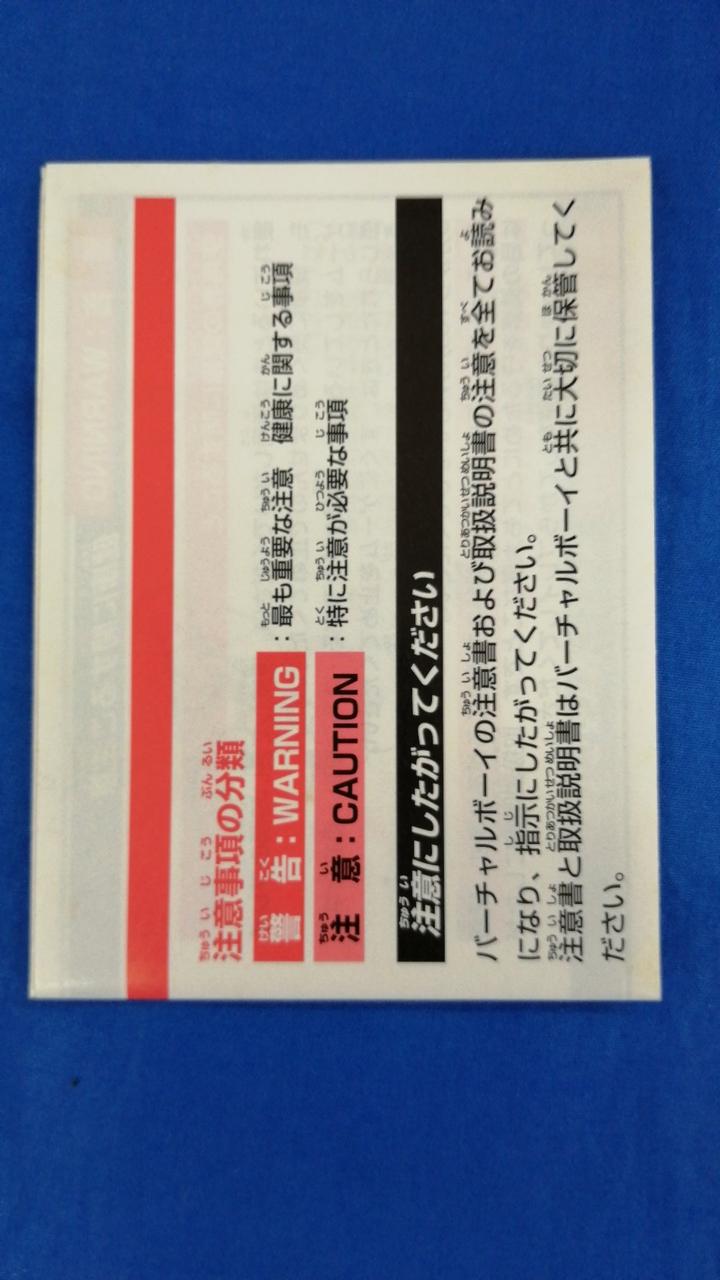 注意事項の分類
警告：WARNING：最も重要な注意　健康に関する事項
注意：CAUTION：特に注意が必要な事項
注意にしたがってください
バーチャルボーイの注意書および取扱説明書の注意を全てお読み
になり、指示にしたがってください。
注意書と取扱説明書はバーチャルボーイと共に大切に保管してく
ださい。